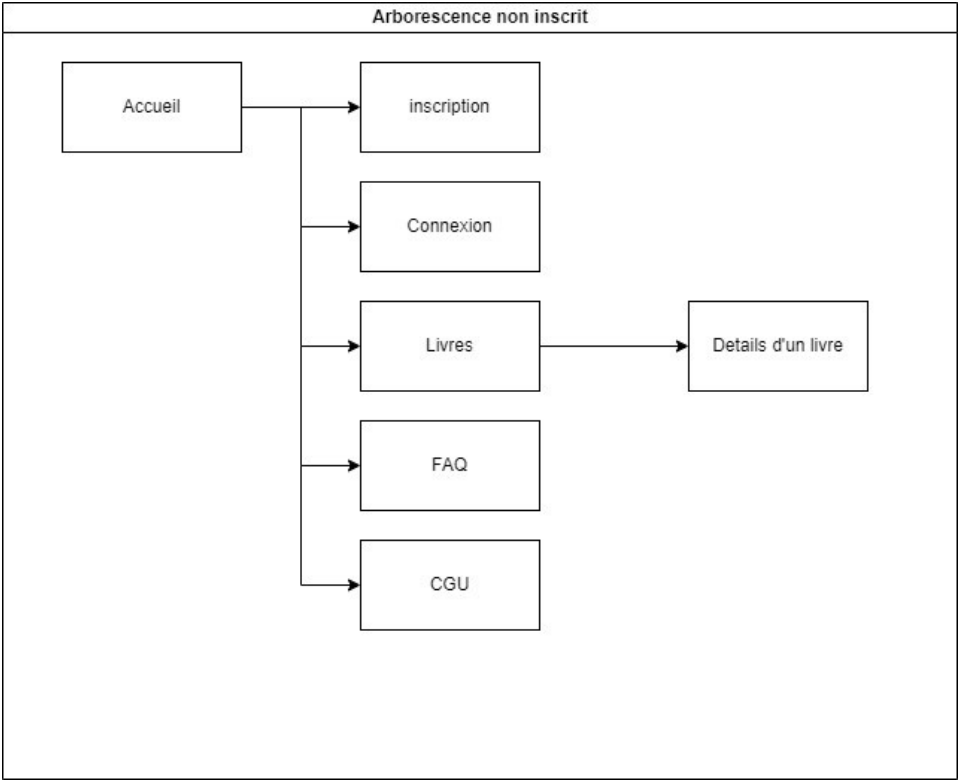 Arborescence non inscrit
Accueil
inscription
Connexion
Livres
Details d'un livre
FAQ
CGU